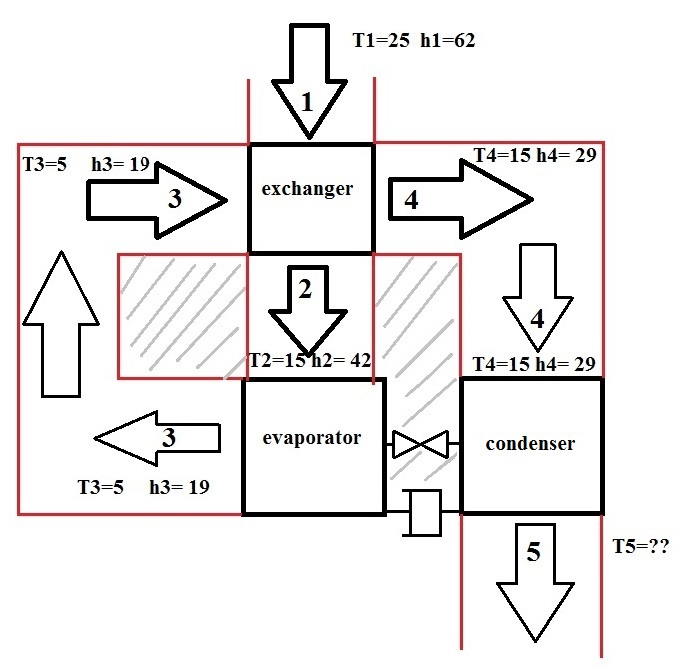 T1=25 h1=62
1
T3=5 h3= 19
T4=15 h4= 29
3
exchanger
4
2
4
T2=15 h2= 42
T4=15 h4= 29
3
evaporator
condenser
T3=5 h3= 19
5
T5=??